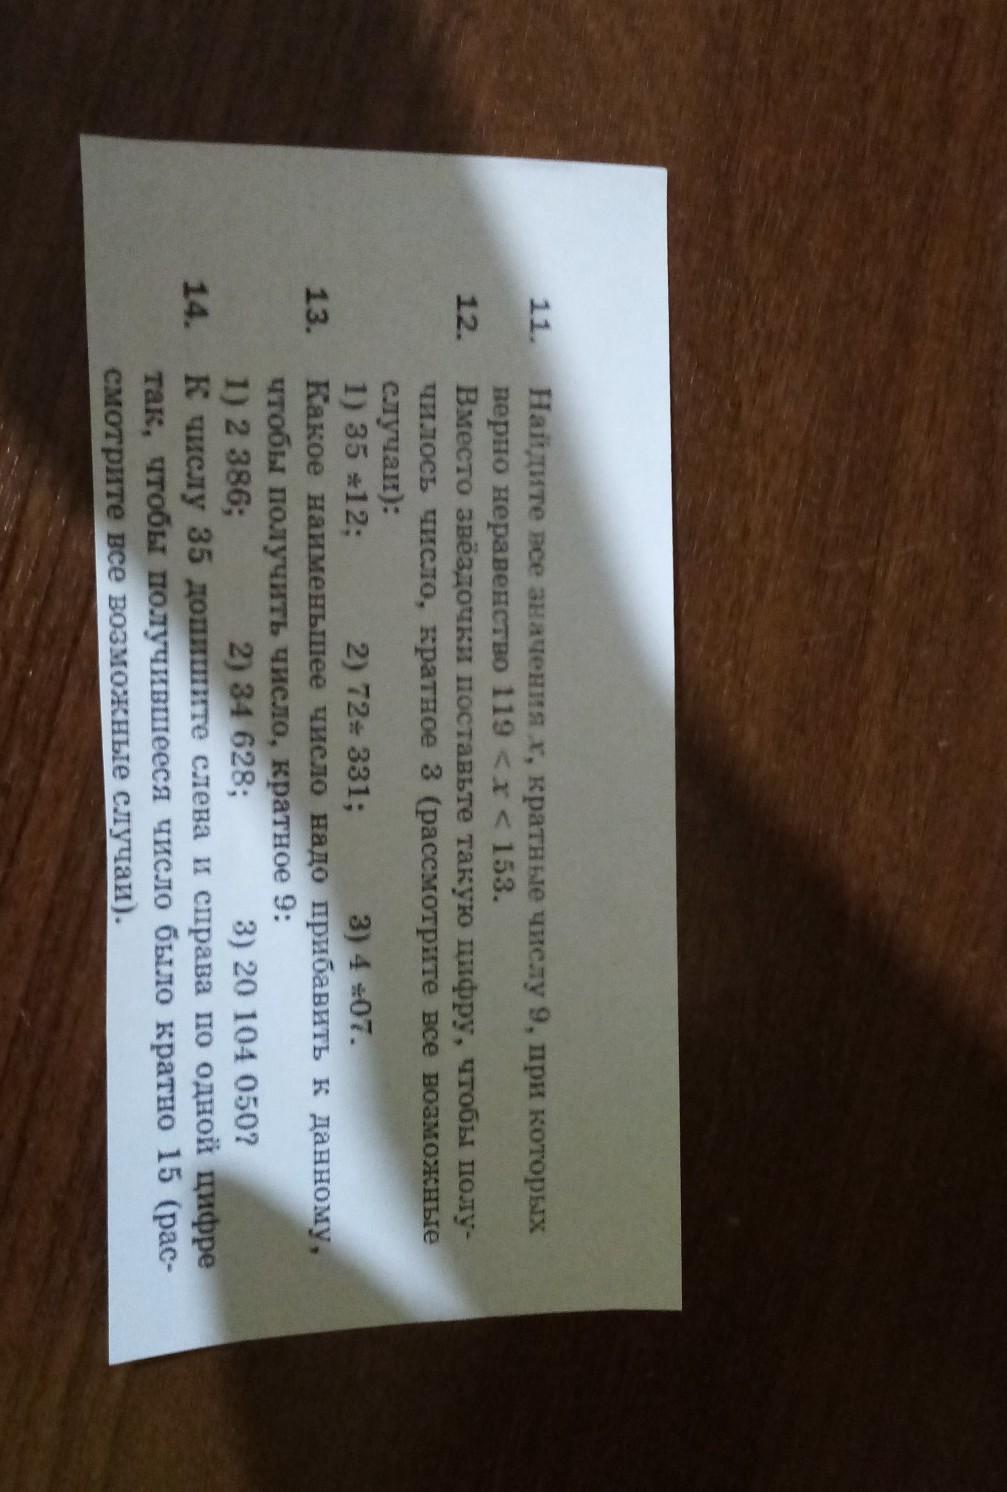 11. Найдите все значения x, кратные числу 9, при которых
верно неравенство 119 < x < 153.
12. Вместо звёздочки поставьте такую цифру, чтобы полу-
чилось число, кратное 3 (рассмотрите все возможные
случаи):
1) 35 *12; 2) 72* 331; 3) 4 *07.
13. Какое наименьшее число надо прибавить к данному,
чтобы получить число, кратное 9:
1) 2 386; 2) 34 628; 3) 20 104 050?
14. К числу 35 допишите слева и справа по одной цифре
так, чтобы получившееся число было кратно 15 (рас-
смотрите все возможные случаи).